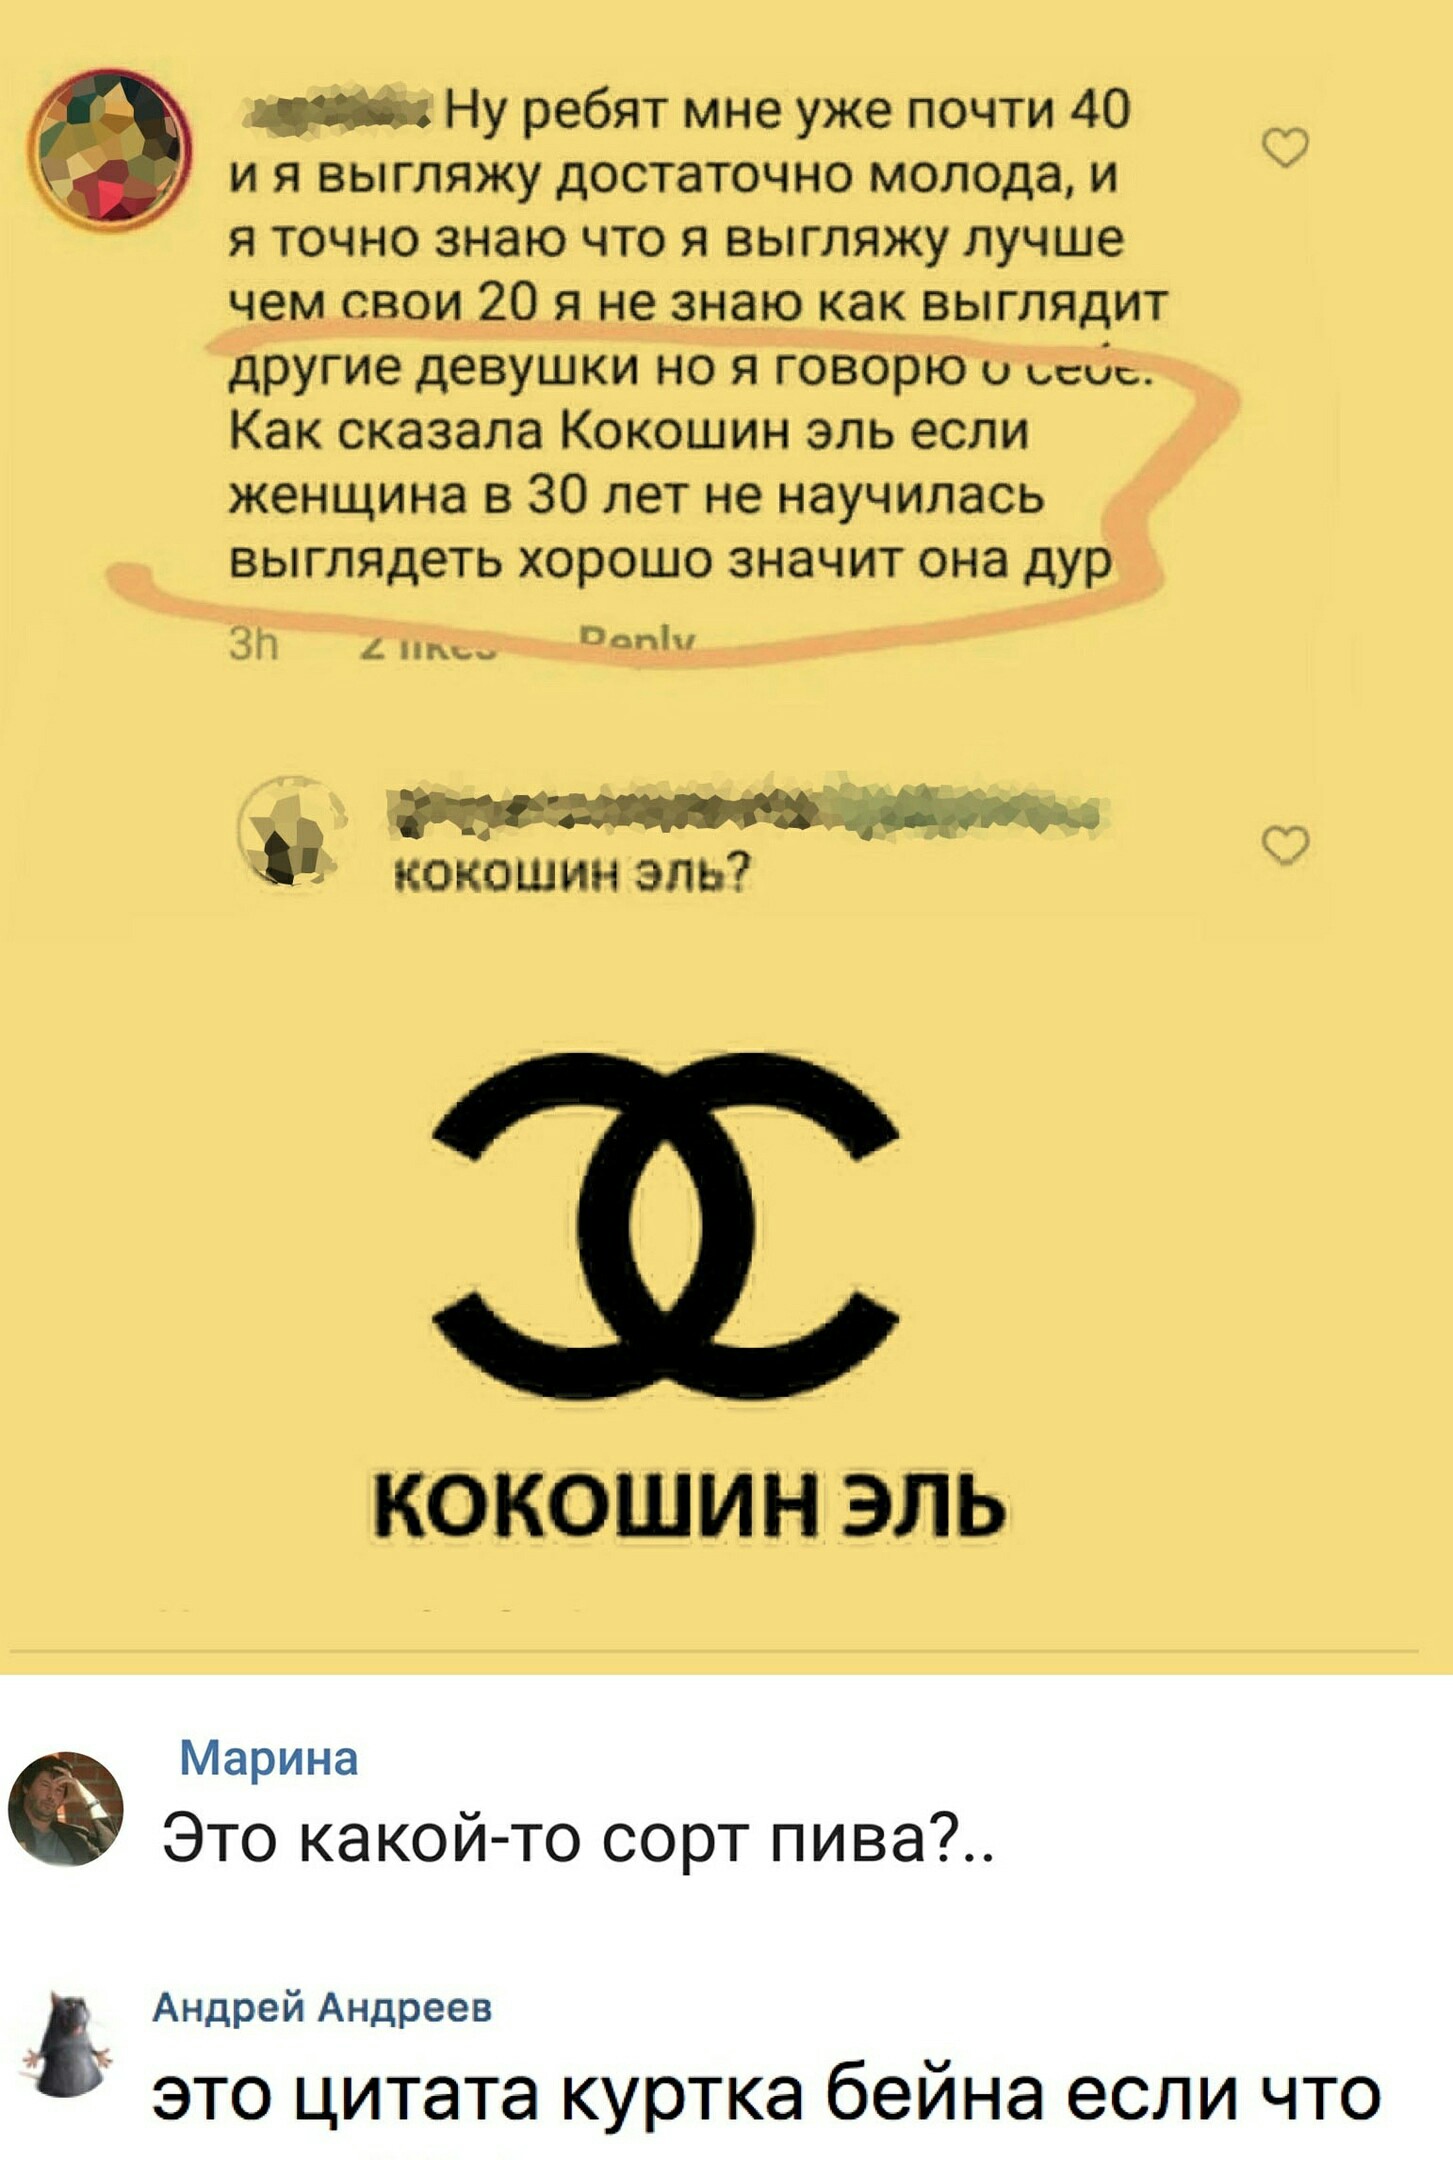 Ну ребят мне уже почти 40
и я выгляжу достаточно молода, и
я точно знаю что я выгляжу лучше
чем свои 20 я не знаю как выглядит
другие девушки но я говорю о себе.
Как сказала Кокошин эль если
женщина в 30 лет не научилась
выглядеть хорошо значит она дур
3h 2 likes Reply
кокошин эль?
КОКОШИН ЭЛЬ
Марина
Это какой-то сорт пива?..
Андрей Андреев
это цитата куртка бейна если что